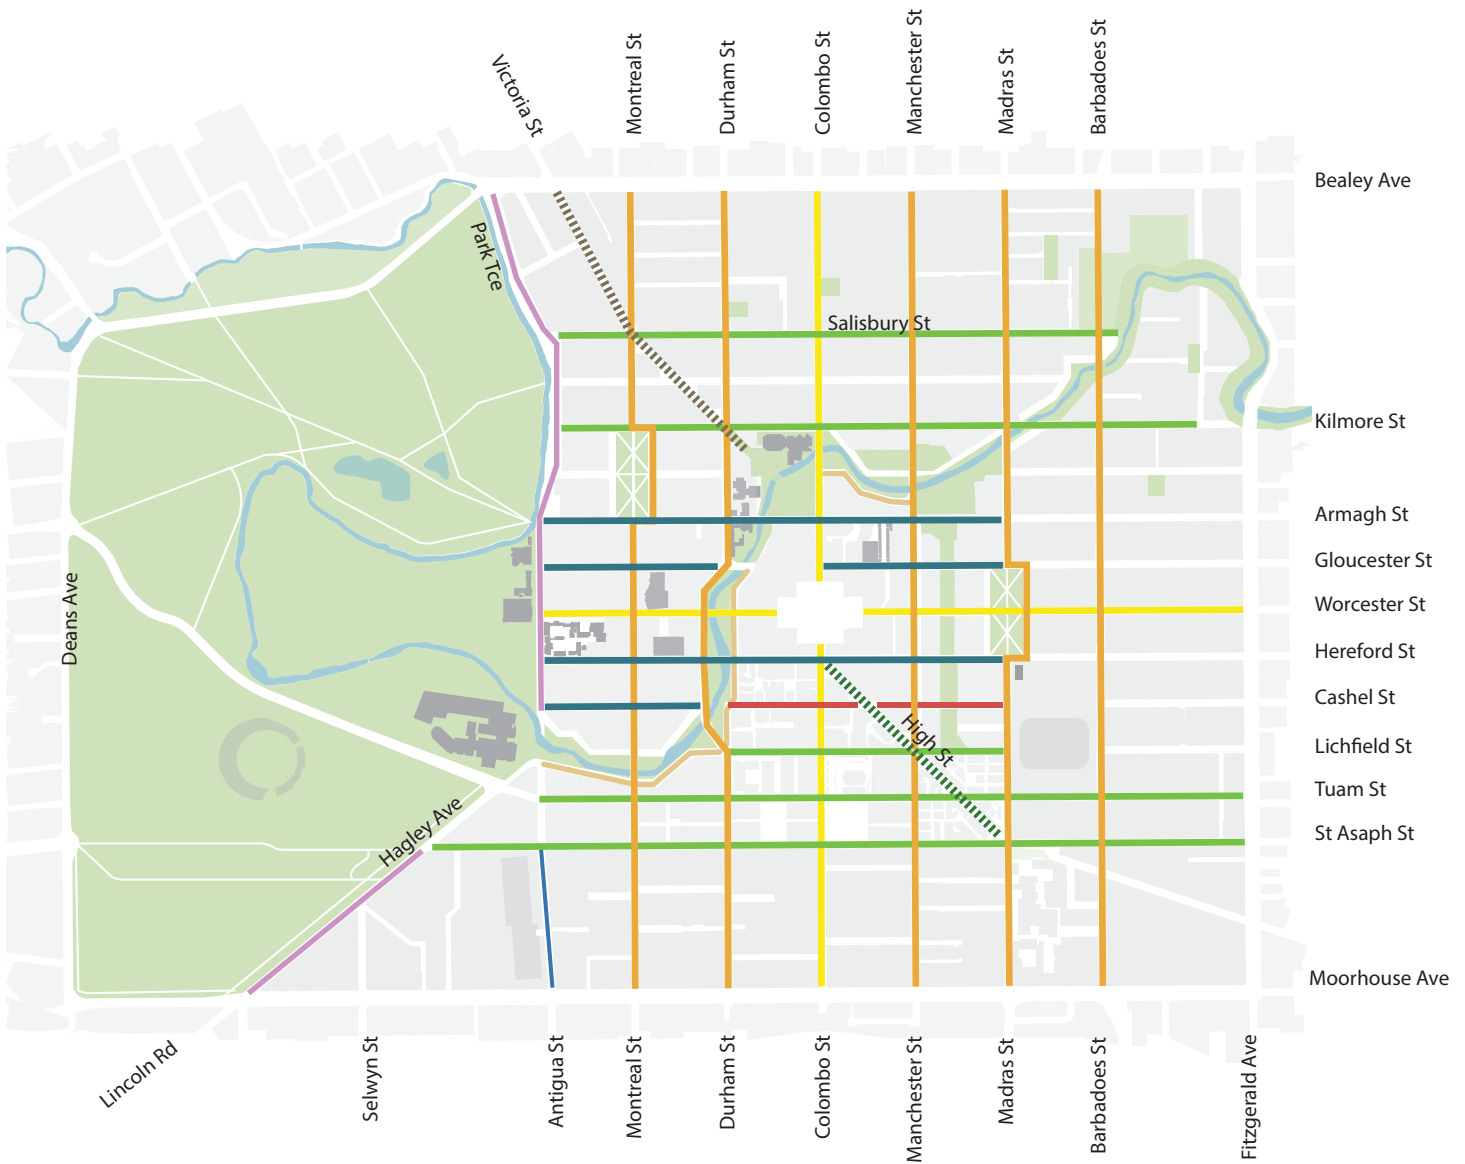 Victoria St
Montreal St
Durham St
Colombo St
Manchester St
Madras St
Barbadoes St
Bealey Ave
Park Tce
Salisbury St
Kilmore St
Armagh St
Gloucester St
Worcester St
Deans Ave
Hereford St
Cashel St
High St
Lichfield St
Tuam St
Hagley Ave
St Asaph St
Moorhouse Ave
Lincoln Rd
Selwyn St
Antigua St
Montreal St
Durham St
Colombo St
Manchester St
Madras St
Barbadoes St
Fitzgerald Ave